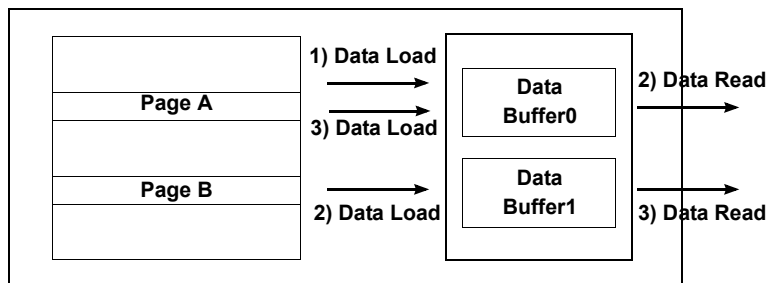 1) Data Load
Page A
3) Data Load
Data
Buffer0
2) Data Read
Page B
2) Data Load
Data
Buffer1
3) Data Read